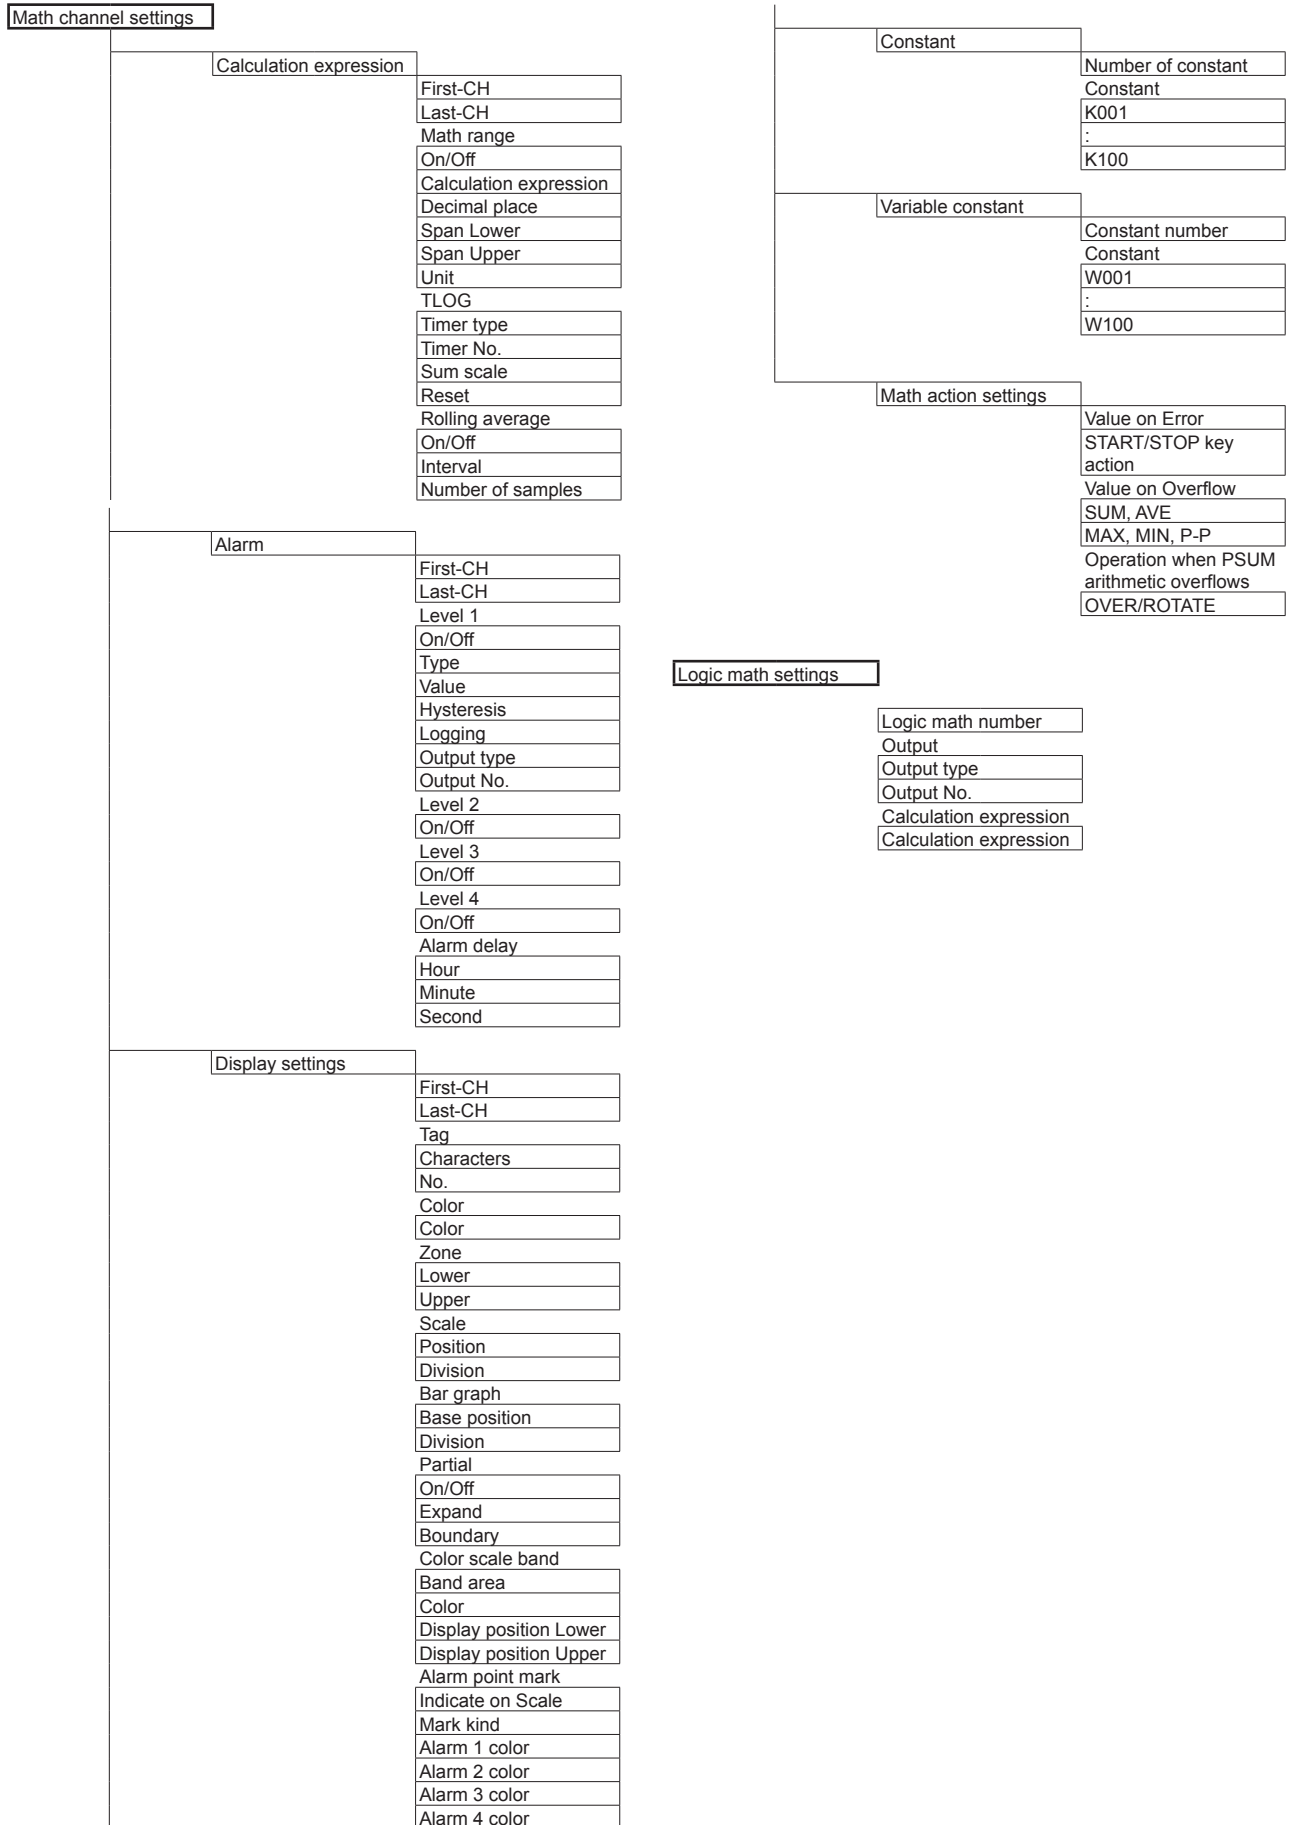 Math channel settings
Calculation expression
First-CH
Last-CH
Math range
On/Off
Calculation expression
Decimal place
Span Lower
Span Upper
Unit
TLOG
Timer type
Timer No.
Sum scale
Reset
Rolling average
On/Off
Interval
Number of samples
Alarm
First-CH
Last-CH
Level 1
On/Off
Type
Value
Hysteresis
Logging
Output type
Output No.
Level 2
On/Off
Level 3
On/Off
Level 4
On/Off
Alarm delay
Hour
Minute
Second
Display settings
First-CH
Last-CH
Tag
Characters
No.
Color
Color
Zone
Lower
Upper
Scale
Position
Division
Bar graph
Base position
Division
Partial
On/Off
Expand
Boundary
Color scale band
Band area
Color
Display position Lower
Display position Upper
Alarm point mark
Indicate on Scale
Mark kind
Alarm 1 color
Alarm 2 color
Alarm 3 color
Alarm 4 color
Constant
Number of constant
Constant
K001
:
K100
Variable constant
Constant number
Constant
W001
:
W100
Math action settings
Value on Error
START/STOP key
action
Value on Overflow
SUM, AVE
MAX, MIN, P-P
Operation when PSUM
arithmetic overflows
OVER/ROTATE
Logic math settings
Logic math number
Output
Output type
Output No.
Calculation expression
Calculation expression